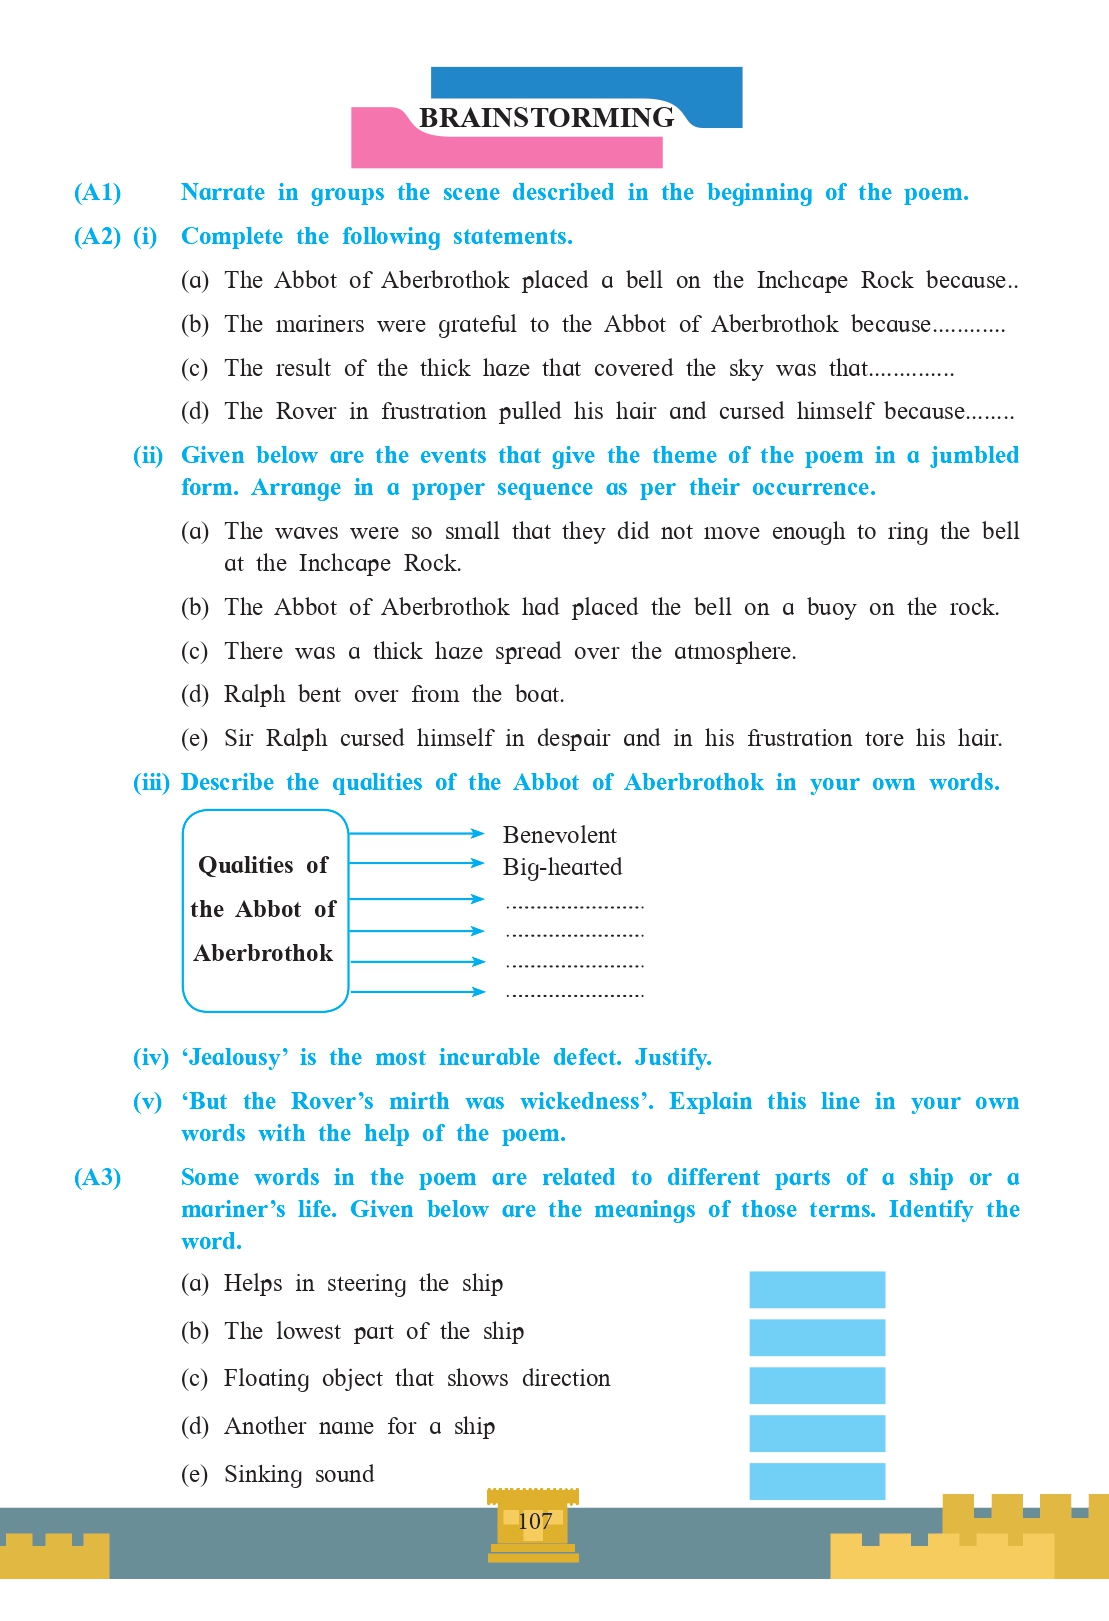 BRAINSTORMING
(A1) Narrate in groups the scene described in the beginning of the poem.
(A2) (i) Complete the following statements.
(a) The Abbot of Aberbrothok placed a bell on the Inchcape Rock because..
(b) The mariners were grateful to the Abbot of Aberbrothok because............
(c) The result of the thick haze that covered the sky was that..............
(d) The Rover in frustration pulled his hair and cursed himself because........
(ii) Given below are the events that give the theme of the poem in a jumbled
form. Arrange in a proper sequence as per their occurrence.
(a) The waves were so small that they did not move enough to ring the bell
at the Inchcape Rock.
(b) The Abbot of Aberbrothok had placed the bell on a buoy on the rock.
(c) There was a thick haze spread over the atmosphere.
(d) Ralph bent over from the boat.
(e) Sir Ralph cursed himself in despair and in his frustration tore his hair.
(iii) Describe the qualities of the Abbot of Aberbrothok in your own words.
Qualities of
the Abbot of
Aberbrothok
Benevolent
Big-hearted
.......................
.......................
.......................
.......................
(iv) ‘Jealousy’ is the most incurable defect. Justify.
(v) ‘But the Rover’s mirth was wickedness’. Explain this line in your own
words with the help of the poem.
(A3) Some words in the poem are related to different parts of a ship or a
mariner’s life. Given below are the meanings of those terms. Identify the
word.
(a) Helps in steering the ship
(b) The lowest part of the ship
(c) Floating object that shows direction
(d) Another name for a ship
(e) Sinking sound
107